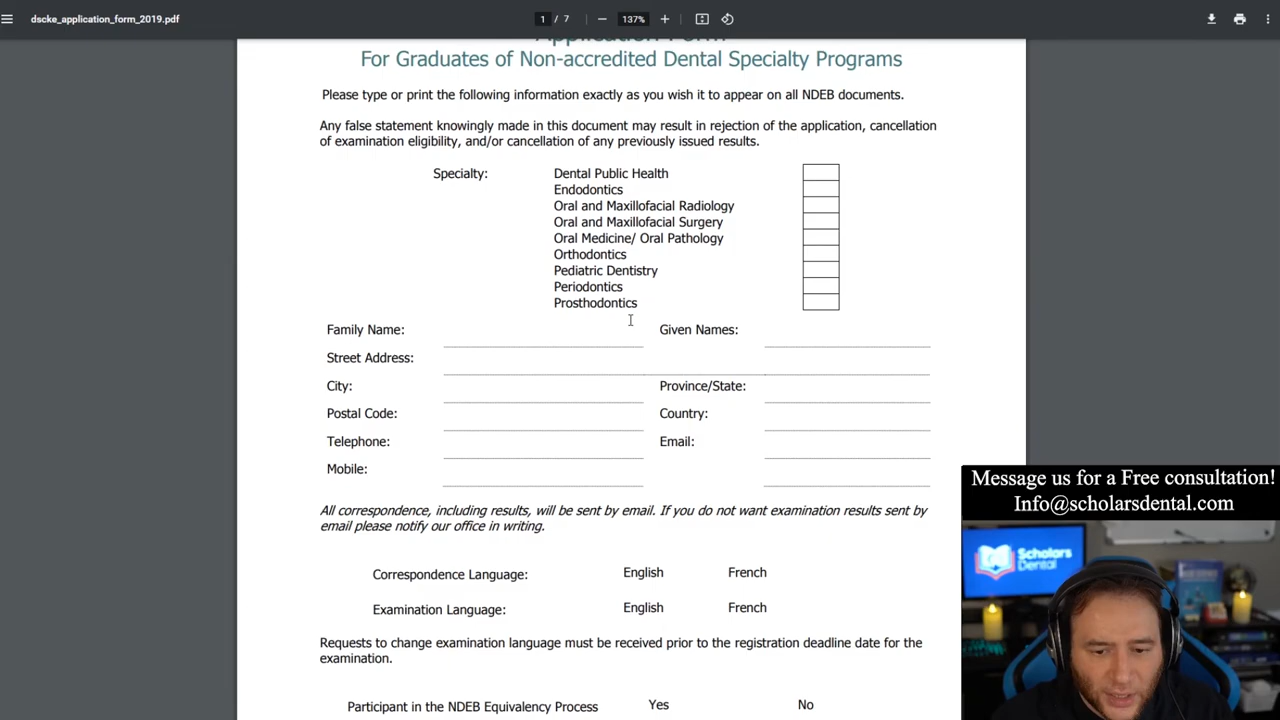 dscke_application_form_2019.pdf
1 / 7
137%
Application Form
For Graduates of Non-accredited Dental Specialty Programs
Please type or print the following information exactly as you wish it to appear on all NDEB documents.
Any false statement knowingly made in this document may result in rejection of the application, cancellation
of examination eligibility, and/or cancellation of any previously issued results.
Specialty:
Dental Public Health
Endodontics
Oral and Maxillofacial Radiology
Oral and Maxillofacial Surgery
Oral Medicine/ Oral Pathology
Orthodontics
Pediatric Dentistry
Periodontics
Prosthodontics
Family Name: Given Names:
Street Address:
City: Province/State:
Postal Code: Country:
Telephone: Email:
Mobile:
All correspondence, including results, will be sent by email. If you do not want examination results sent by
email please notify our office in writing.
Correspondence Language: English French
Examination Language: English French
Requests to change examination language must be received prior to the registration deadline date for the
examination.
Participant in the NDEB Equivalency Process Yes No
Message us for a Free consultation!
Info@scholarsdental.com
Scholars
Dental